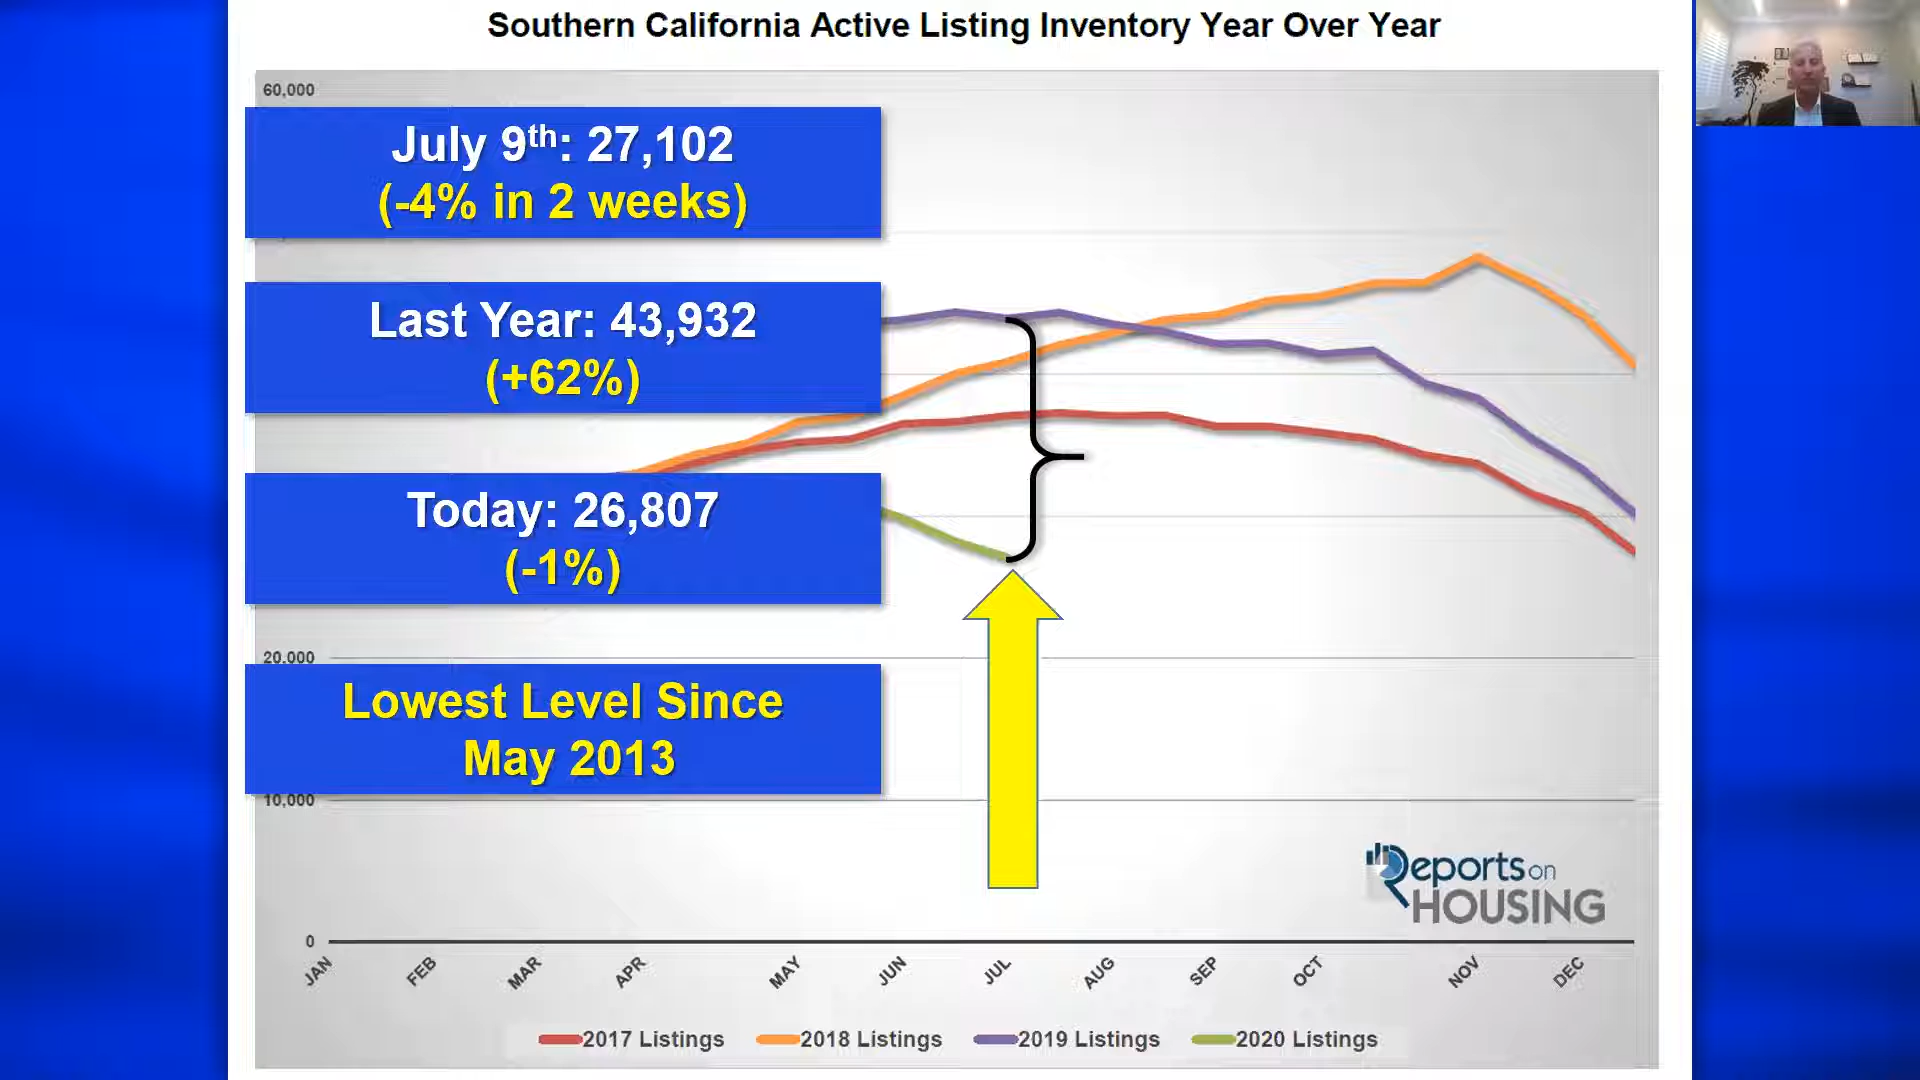 Southern California Active Listing Inventory Year Over Year
60,000
July 9th: 27,102
(-4% in 2 weeks)
Last Year: 43,932
(+62%)
Today: 26,807
(-1%)
20,000
Lowest Level Since
May 2013
10,000
0
JAN FEB MAR APR MAY JUN JUL AUG SEP OCT NOV DEC
Reports on
HOUSING
2017 Listings 2018 Listings 2019 Listings 2020 Listings